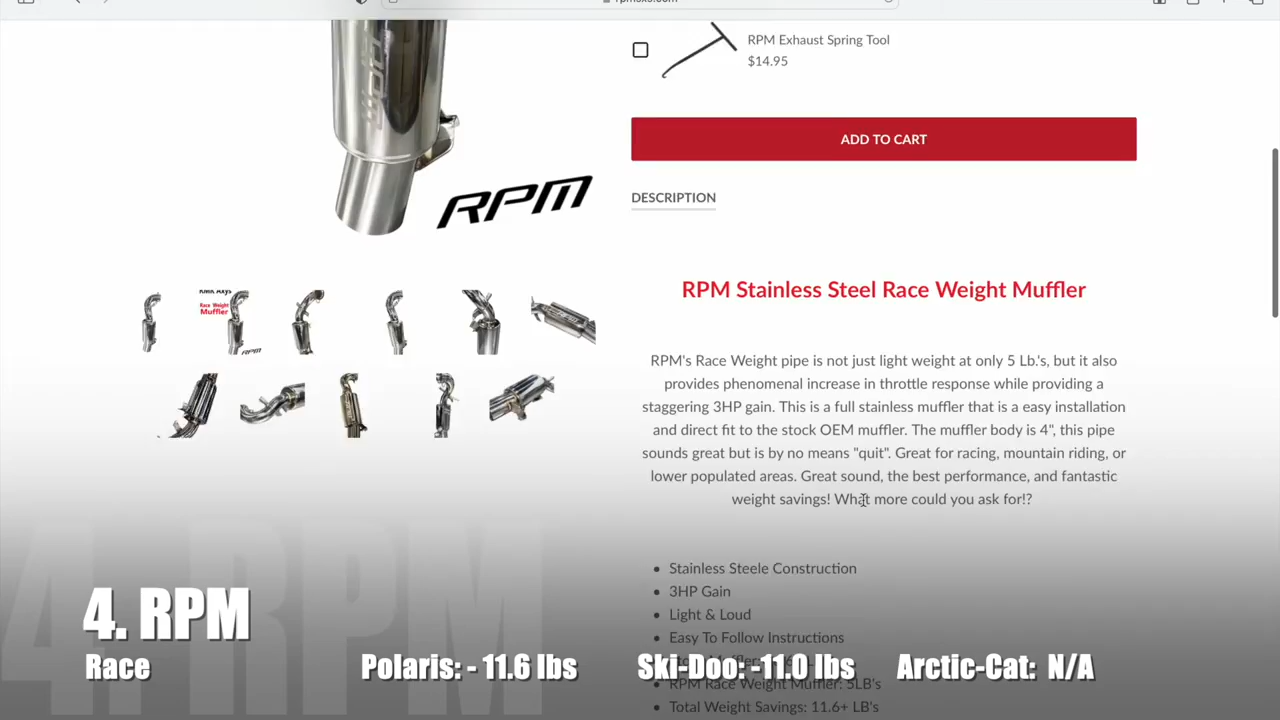 RPM Exhaust Spring Tool
$14.95
ADD TO CART
DESCRIPTION
RPM
RPM Stainless Steel Race Weight Muffler
Race Weight
Muffler
RPM's Race Weight pipe is not just light weight at only 5 Lb.'s, but it also
provides phenomenal increase in throttle response while providing a
staggering 3HP gain. This is a full stainless muffler that is a easy installation
and direct fit to the stock OEM muffler. The muffler body is 4", this pipe
sounds great but is by no means "quit". Great for racing, mountain riding, or
lower populated areas. Great sound, the best performance, and fantastic
weight savings! What more could you ask for!?
Stainless Steele Construction
3HP Gain
Light & Loud
Easy To Follow Instructions
RPM Race Weight Muffler: 5LB's
Total Weight Savings: 11.6+ LB's
4. RPM
4. RPM
Race
Polaris: - 11.6 lbs
Ski-Doo: -11.0 lbs
Arctic-Cat: N/A